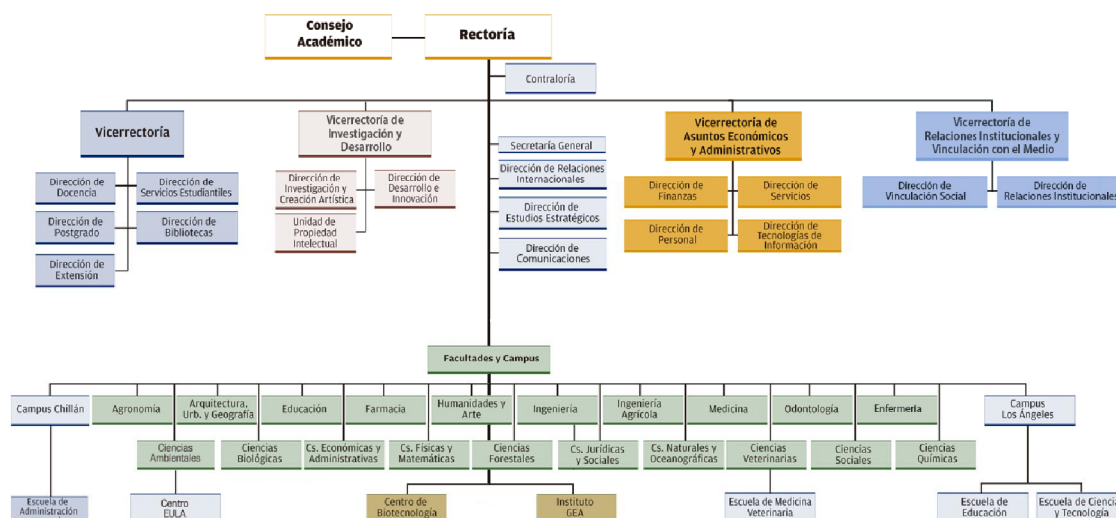 Consejo
Académico
Rectoría
Contraloría
Vicerrectoría
Vicerrectoría de
Investigación y
Desarrollo
Secretaría General
Dirección de Relaciones
Internacionales
Dirección de
Estudios Estratégicos
Dirección de
Comunicaciones
Vicerrectoría de
Asuntos Económicos
y Administrativos
Vicerrectoría de
Relaciones Institucionales y
Vinculación con el Medio
Dirección de
Docencia
Dirección de
Servicios Estudiantiles
Dirección de
Postgrado
Dirección de
Bibliotecas
Dirección de
Extensión
Dirección de
Investigación y
Creación Artística
Dirección de
Desarrollo e
Innovación
Unidad de
Propiedad
Intelectual
Dirección de
Finanzas
Dirección de
Servicios
Dirección de
Personal
Dirección de
Tecnologías de
Información
Dirección de
Vinculación Social
Dirección de
Relaciones Institucionales
Facultades y Campus
Campus Chillán
Agronomía
Arquitectura,
Urb. y Geografía
Educación
Farmacia
Humanidades y
Arte
Ingeniería
Ingeniería
Agrícola
Medicina
Odontología
Enfermería
Campus
Los Ángeles
Ciencias
Ambientales
Ciencias
Biológicas
Cs. Económicas y
Administrativas
Cs. Físicas y
Matemáticas
Ciencias
Forestales
Cs. Jurídicas y
Sociales
Cs. Naturales y
Oceanográficas
Ciencias
Veterinarias
Ciencias
Sociales
Ciencias
Químicas
Escuela de
Administración
Centro
EULA
Centro de
Biotecnología
Instituto
GEA
Escuela de Medicina
Veterinaria
Escuela de
Educación
Escuela de Ciencia
y Tecnología